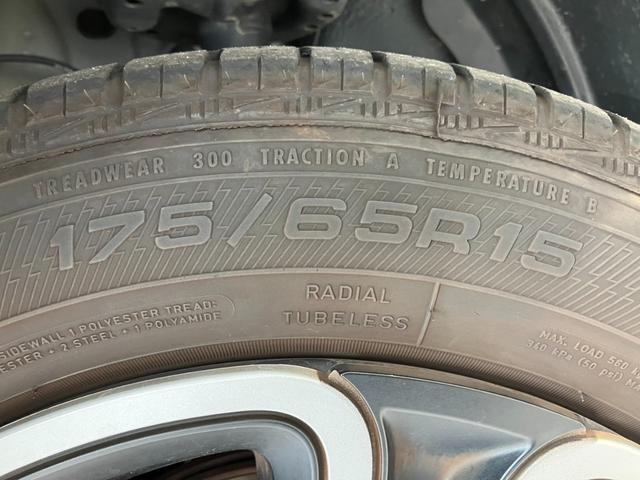 TREADWEAR 300 TRACTION A TEMPERATURE B
175/65R15
RADIAL
TUBELESS
SIDEWALL 1 POLYESTER TREAD:
ESTER + 2 STEEL + 1 POLYAMIDE
MAX. LOAD 560
340 kPa (50 psi)